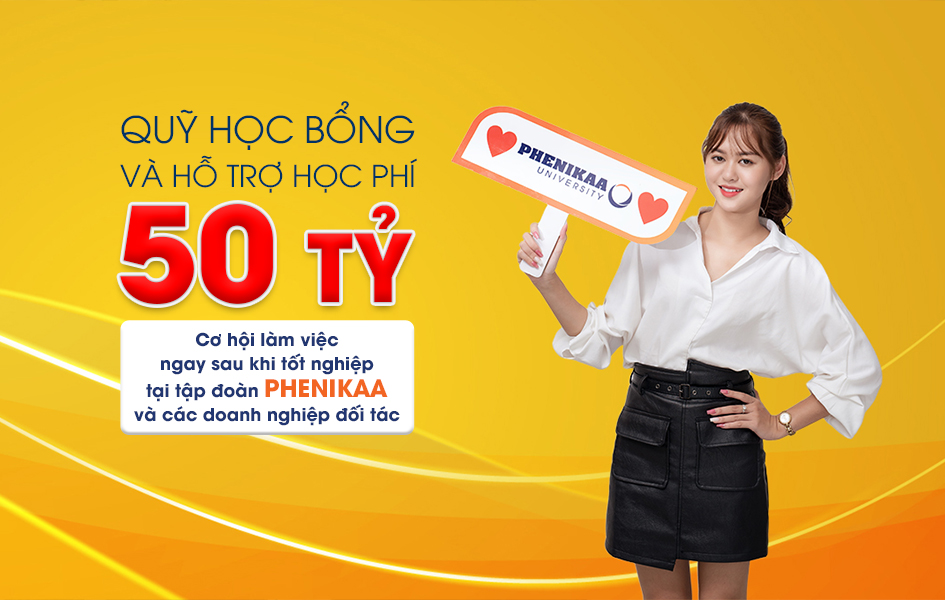 QUỸ HỌC BỔNG
VÀ HỖ TRỢ HỌC PHÍ
50 TỶ
Cơ hội làm việc
ngay sau khi tốt nghiệp
tại tập đoàn PHENIKAA
và các doanh nghiệp đối tác
PHENIKAA
UNIVERSITY